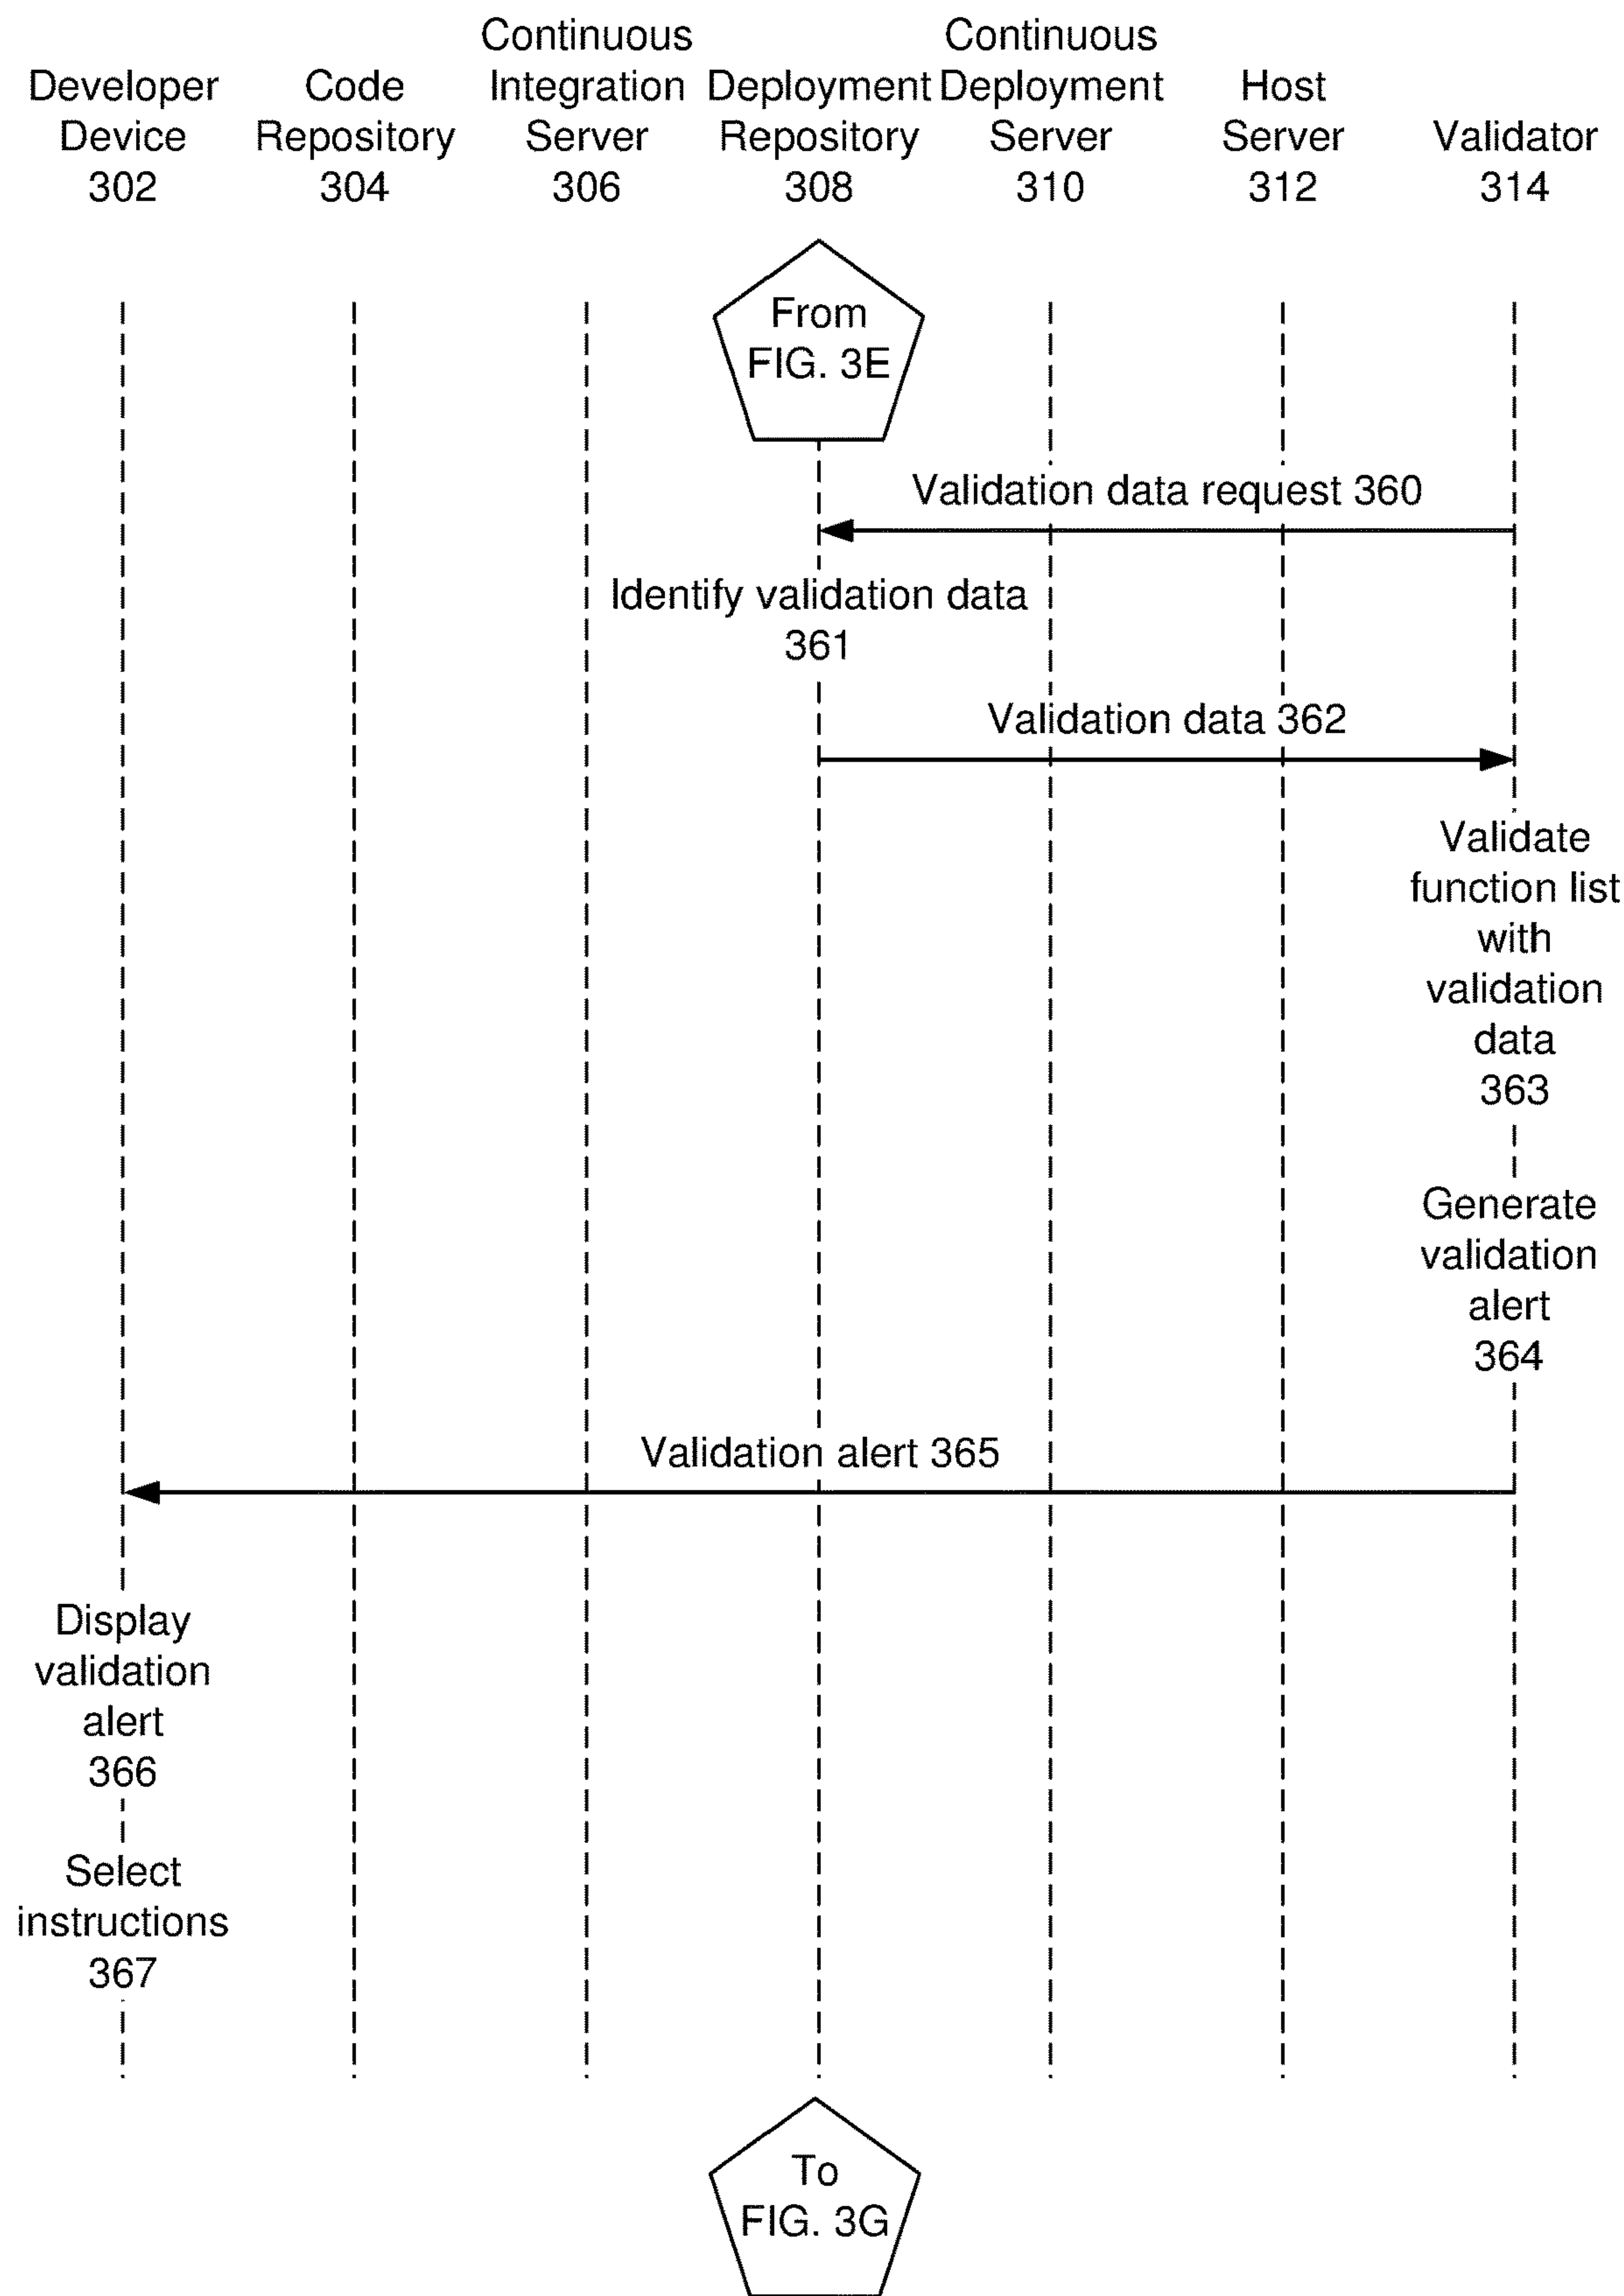 Continuous
Continuous
Developer
Code
Integration
Deployment
Deployment
Host
Device
Repository
Server
Repository
Server
Server
Validator
302
304
306
308
310
312
314
From
FIG. 3E
Validation data request 360
Identify validation data
361
Validation data 362
Validate
function list
with
validation
data
363
Generate
validation
alert
364
Validation alert 365
Display
validation
alert
366
Select
instructions
367
To
FIG. 3G